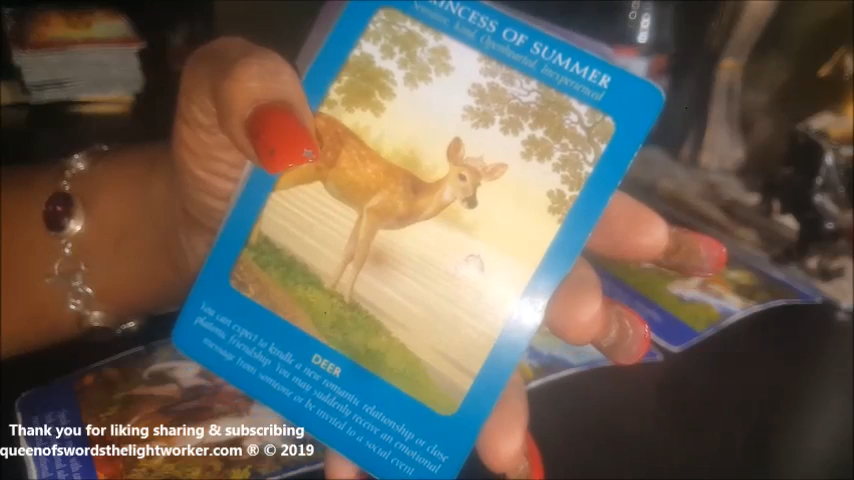 PRINCESS OF SUMMER
Sensitive, Kind, Openhearted, Inexperienced
DEER
You can expect to kindle a new romantic relationship or close
platonic friendship. You may suddenly receive an emotional
message from someone or be invited to a social event
Thank you for liking sharing & subscribing
queenofswordsthelightworker.com ® © 2019